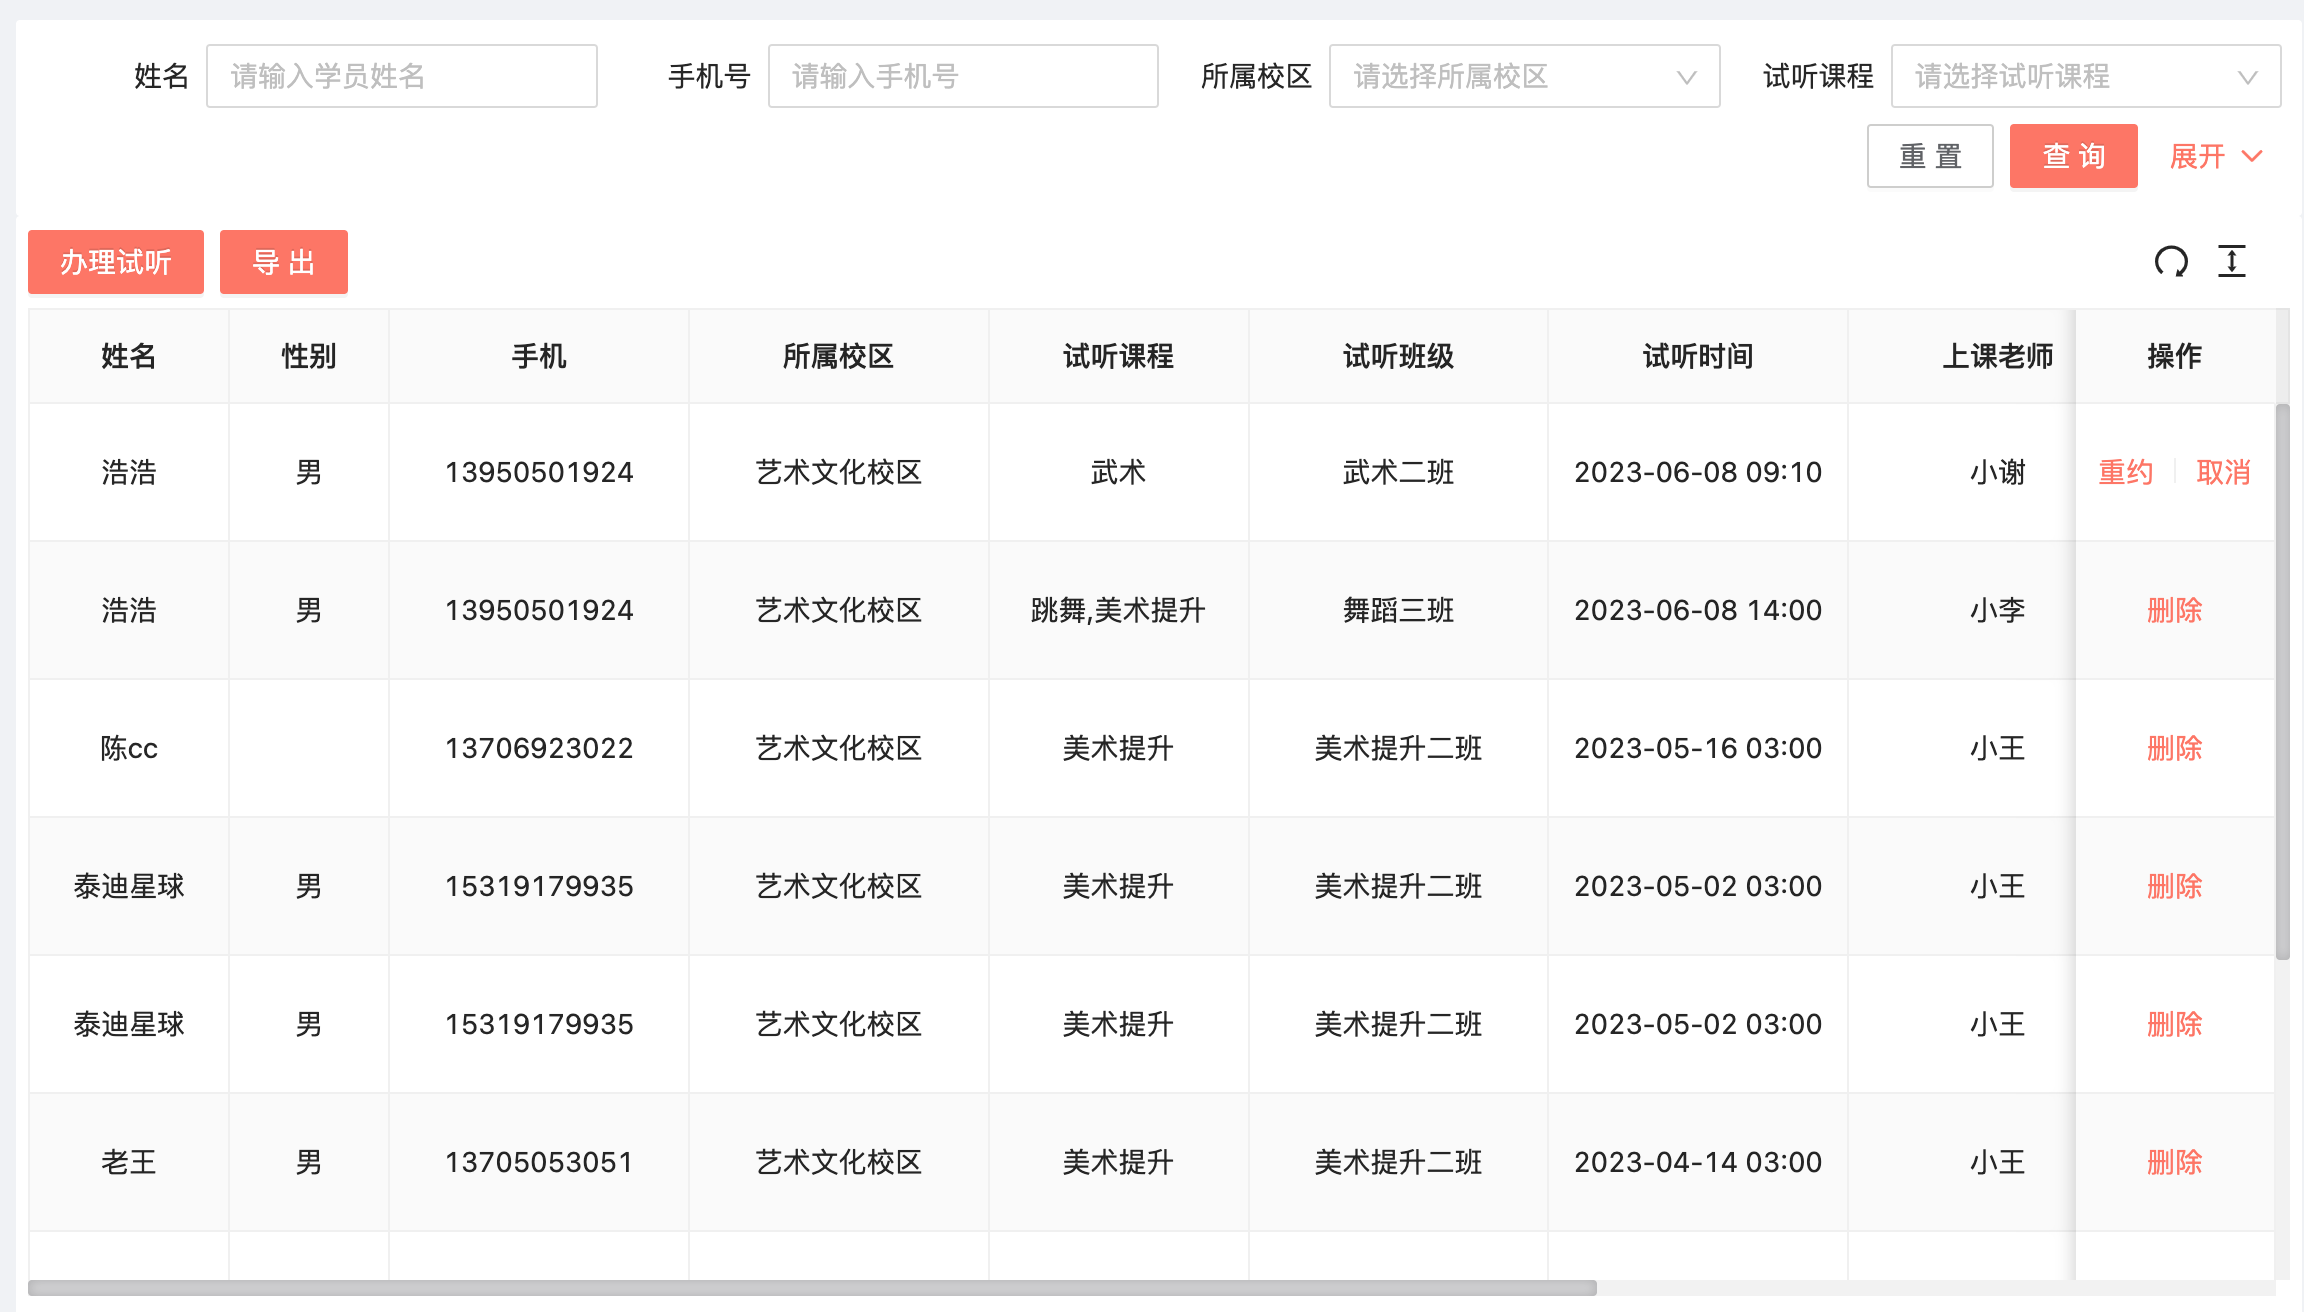 姓名 请输入学员姓名 手机号 请输入手机号 所属校区 请选择所属校区 试听课程 请选择试听课程
重 置 查 询 展开
办理试听 导 出
姓名 性别 手机 所属校区 试听课程 试听班级 试听时间 上课老师 操作
浩浩 男 13950501924 艺术文化校区 武术 武术二班 2023-06-08 09:10 小谢 重约 取消
浩浩 男 13950501924 艺术文化校区 跳舞,美术提升 舞蹈三班 2023-06-08 14:00 小李 删除
陈cc 13706923022 艺术文化校区 美术提升 美术提升二班 2023-05-16 03:00 小王 删除
泰迪星球 男 15319179935 艺术文化校区 美术提升 美术提升二班 2023-05-02 03:00 小王 删除
泰迪星球 男 15319179935 艺术文化校区 美术提升 美术提升二班 2023-05-02 03:00 小王 删除
老王 男 13705053051 艺术文化校区 美术提升 美术提升二班 2023-04-14 03:00 小王 删除